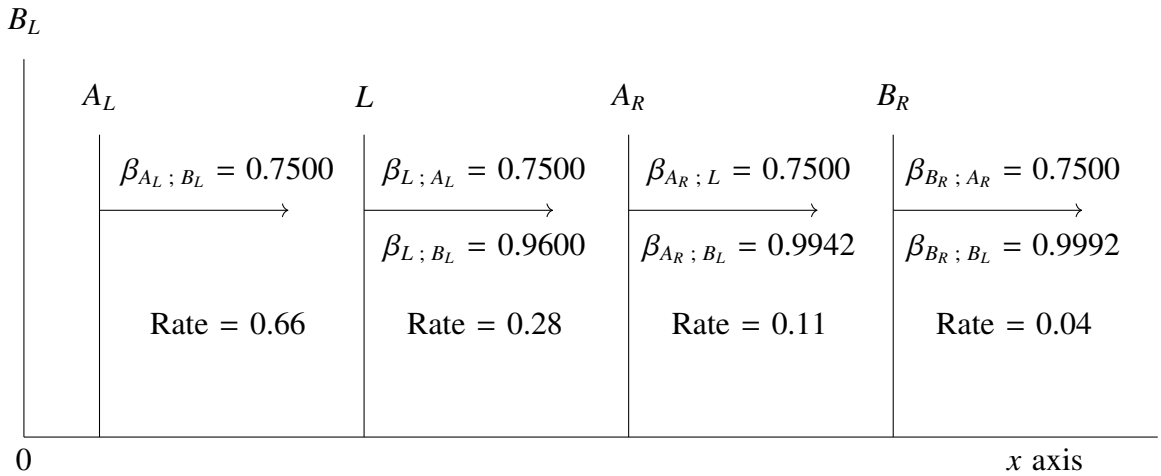 B_L
A_L L A_R B_R
β_{A_L ; B_L} = 0.7500 β_{L ; A_L} = 0.7500 β_{A_R ; L} = 0.7500 β_{B_R ; A_R} = 0.7500
β_{L ; B_L} = 0.9600 β_{A_R ; B_L} = 0.9942 β_{B_R ; B_L} = 0.9992
Rate = 0.66 Rate = 0.28 Rate = 0.11 Rate = 0.04
0 x axis